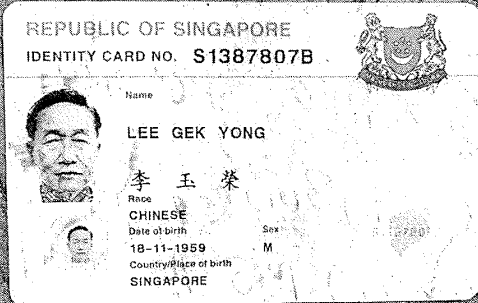 REPUBLIC OF SINGAPORE
IDENTITY CARD NO. S1387807B
Name
LEE GEK YONG
李 玉 榮
Race
CHINESE
Date of birth Sex
18-11-1959 M
Country/Place of birth
SINGAPORE